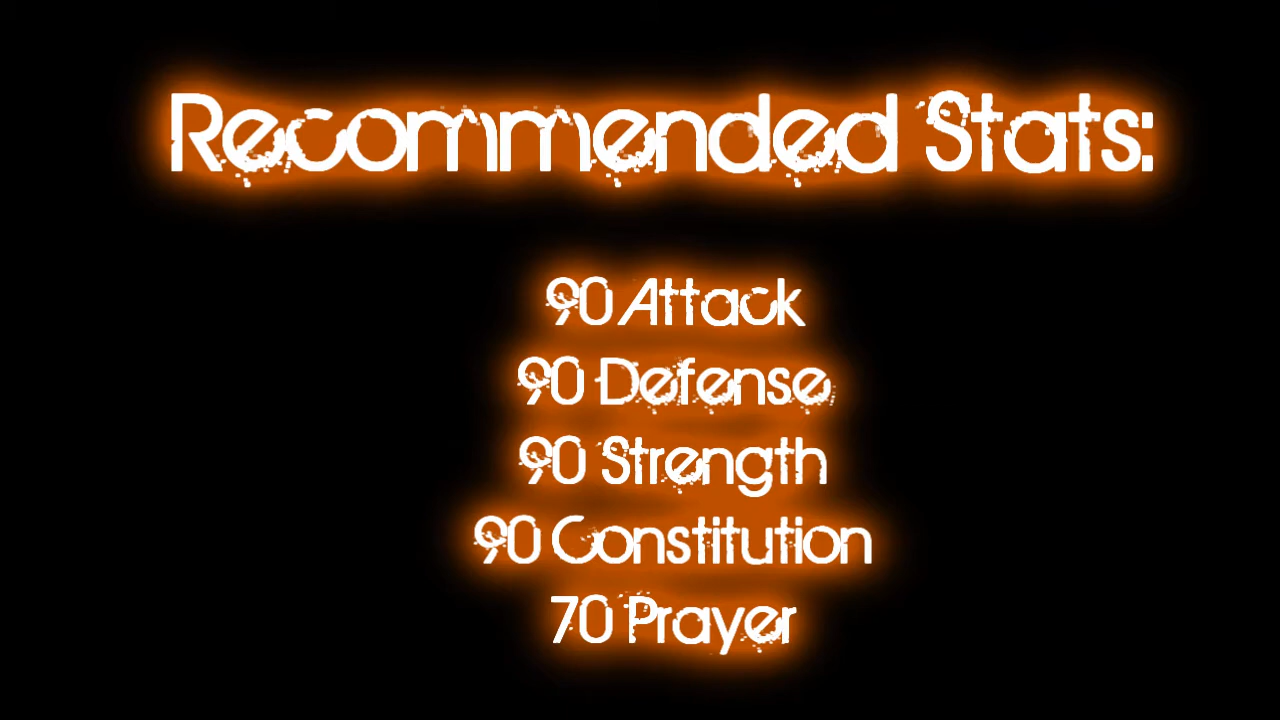 Recommended Stats:
90 Attack
90 Defense
90 Strength
90 Constitution
70 Prayer